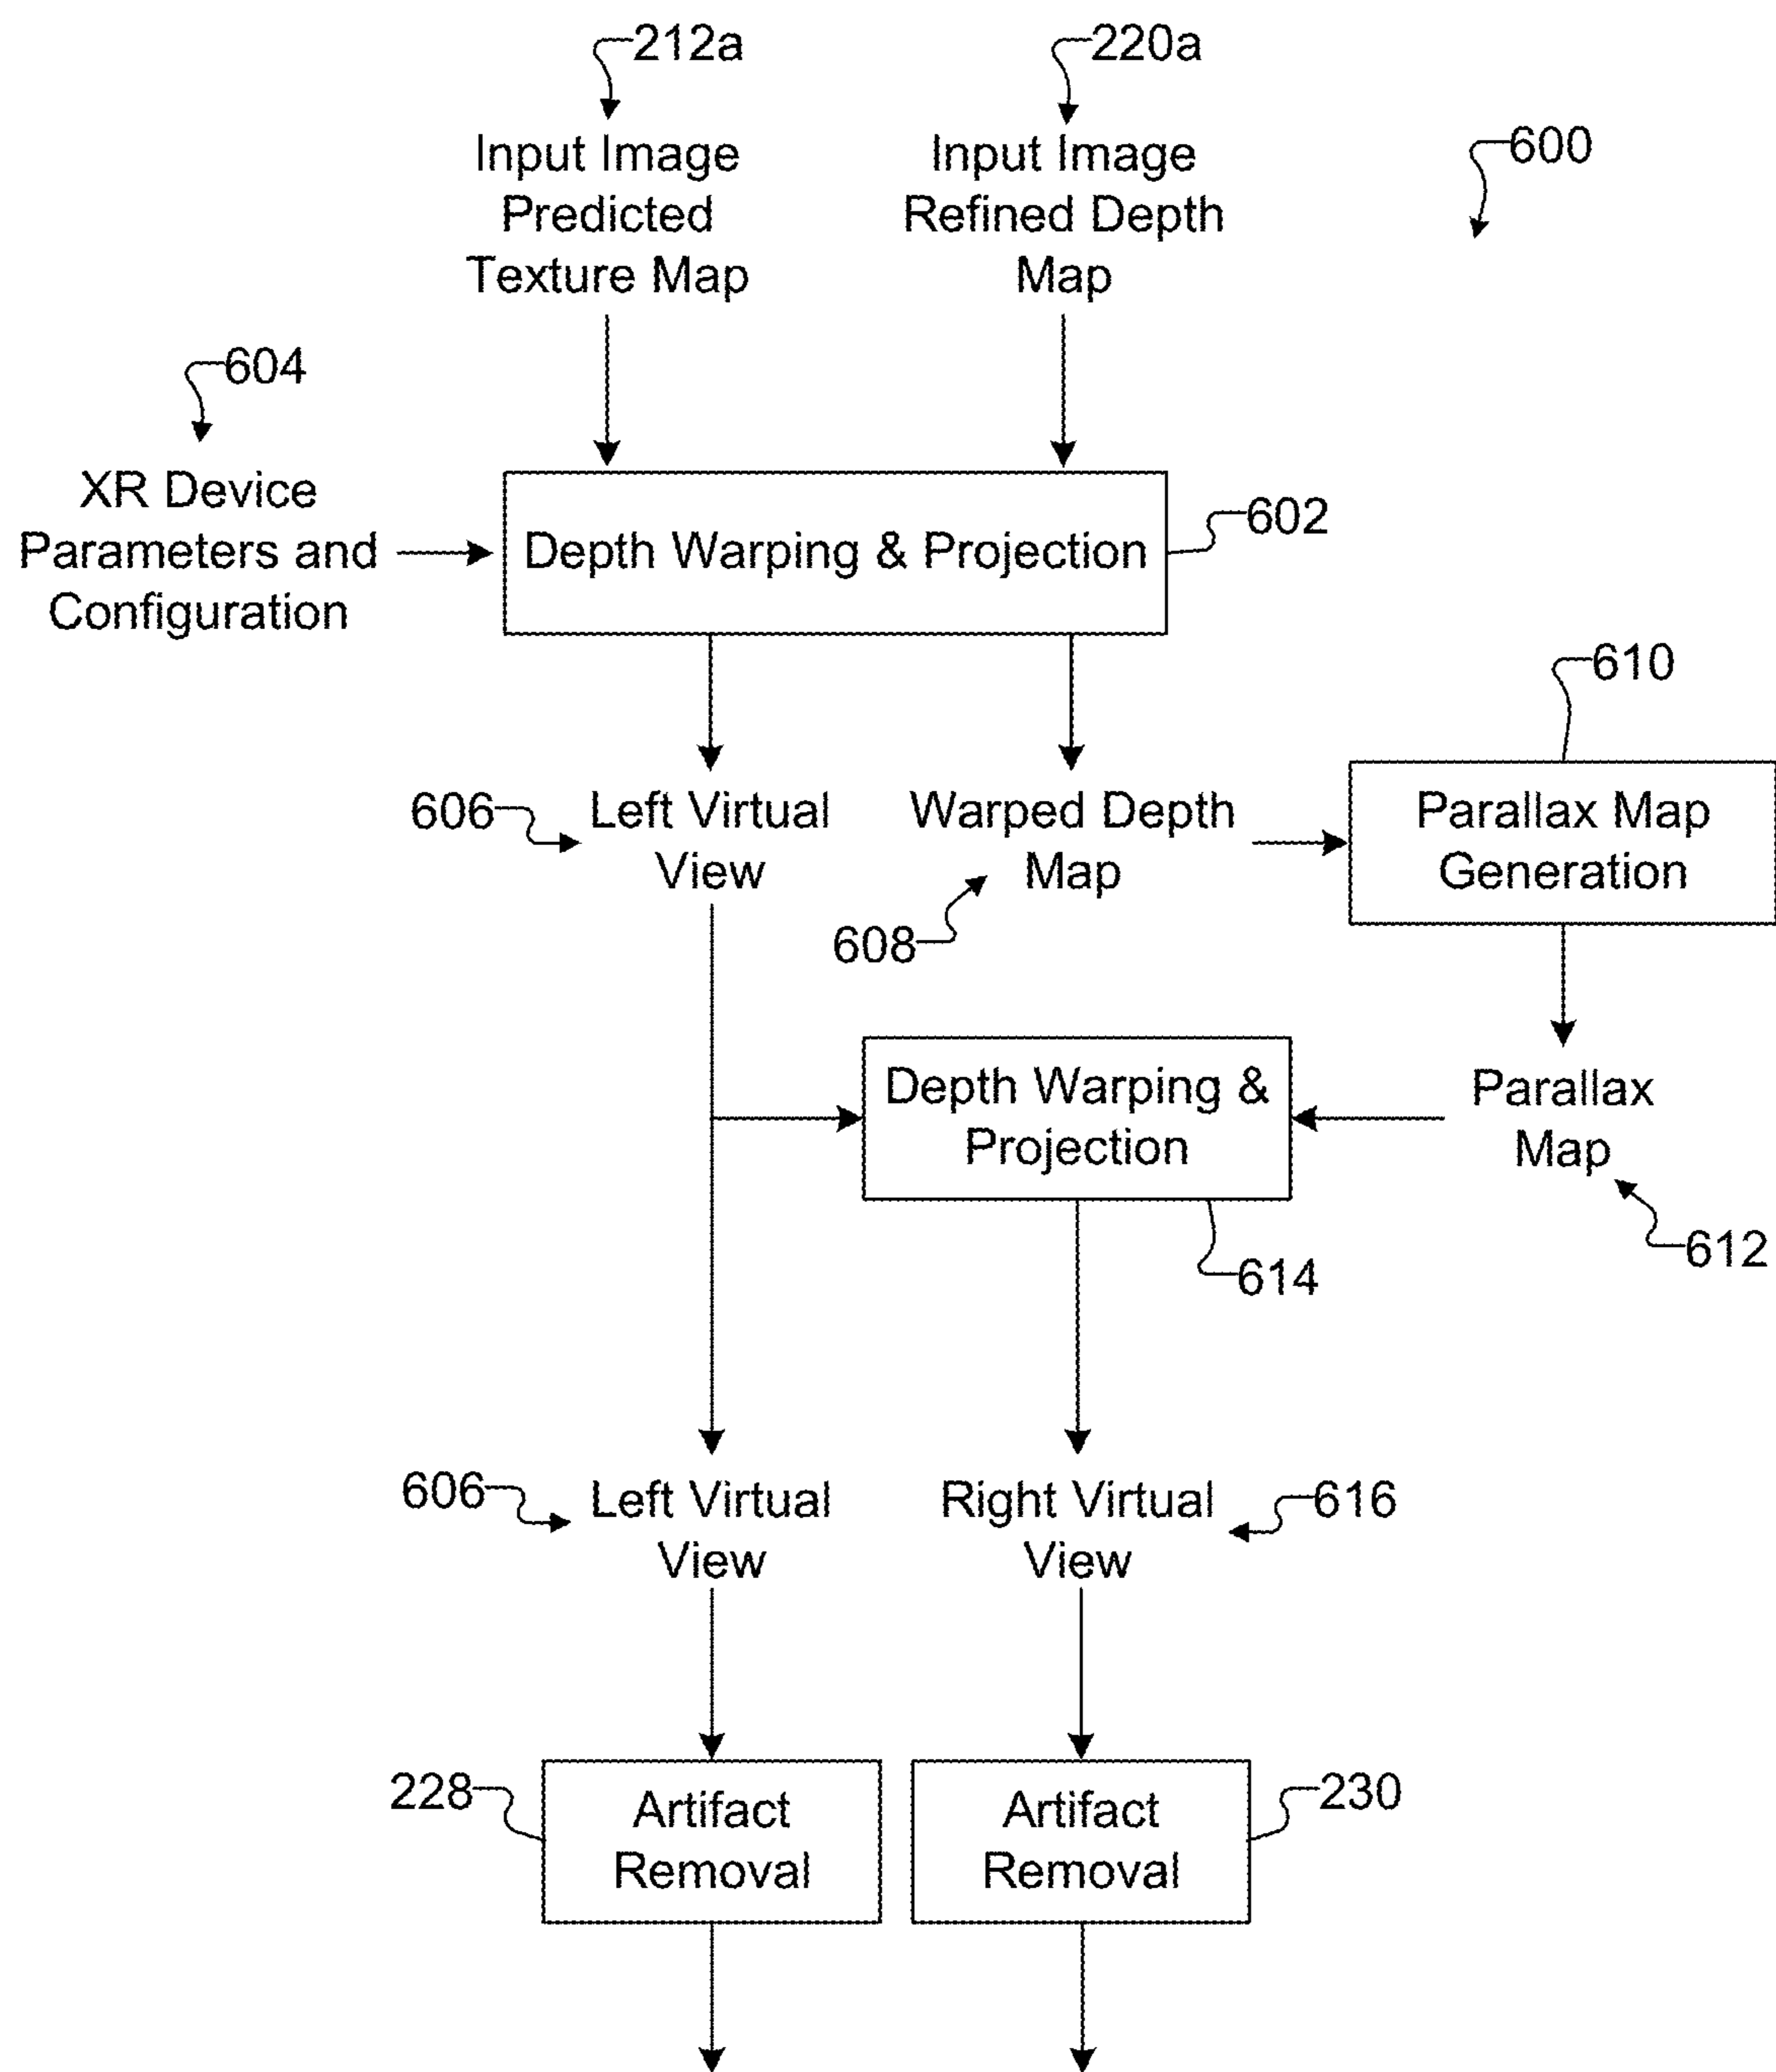 212a
220a
600
Input Image
Predicted
Texture Map
Input Image
Refined Depth
Map
604
XR Device
Parameters and
Configuration
Depth Warping & Projection
602
610
606
Left Virtual
View
Warped Depth
Map
608
Parallax Map
Generation
Depth Warping &
Projection
614
Parallax
Map
612
606
Left Virtual
View
Right Virtual
View
616
228
Artifact
Removal
Artifact
Removal
230